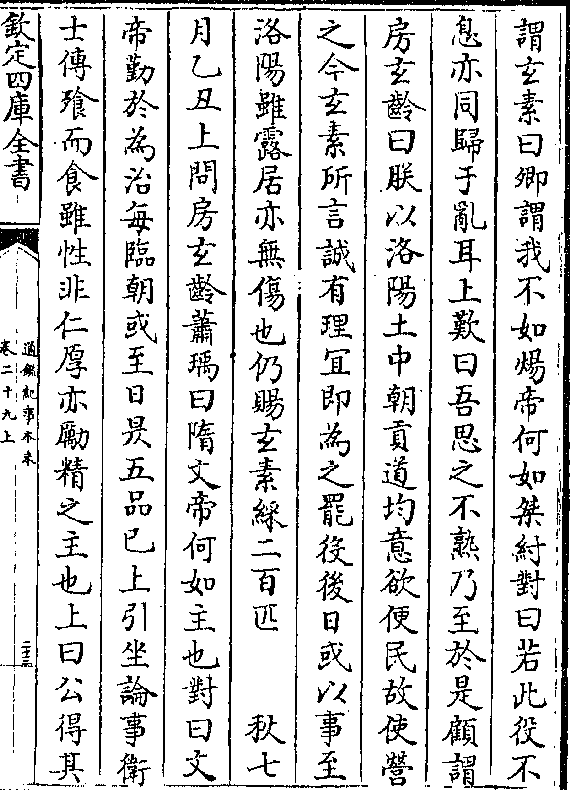 謂玄素曰卿謂我不如煬帝何如桀紂對曰若此役不
息亦同歸于亂耳上歎曰吾思之不熟乃至於是顧謂
房玄齡曰朕以洛陽土中朝貢道均意欲便民故使營
之今玄素所言誠有理宜即為之罷役後日或以事至
洛陽雖露居亦無傷也仍賜玄素綵二百匹　秋七
月乙丑上問房玄齡蕭瑀曰隋文帝何如主也對曰文
帝勤於為治每臨朝或至日昃五品已上引坐論事衛
士傳飱而食雖性非仁厚亦勵精之主也上曰公得其
欽定四庫全書
通鑑紀事本末
卷二十九上